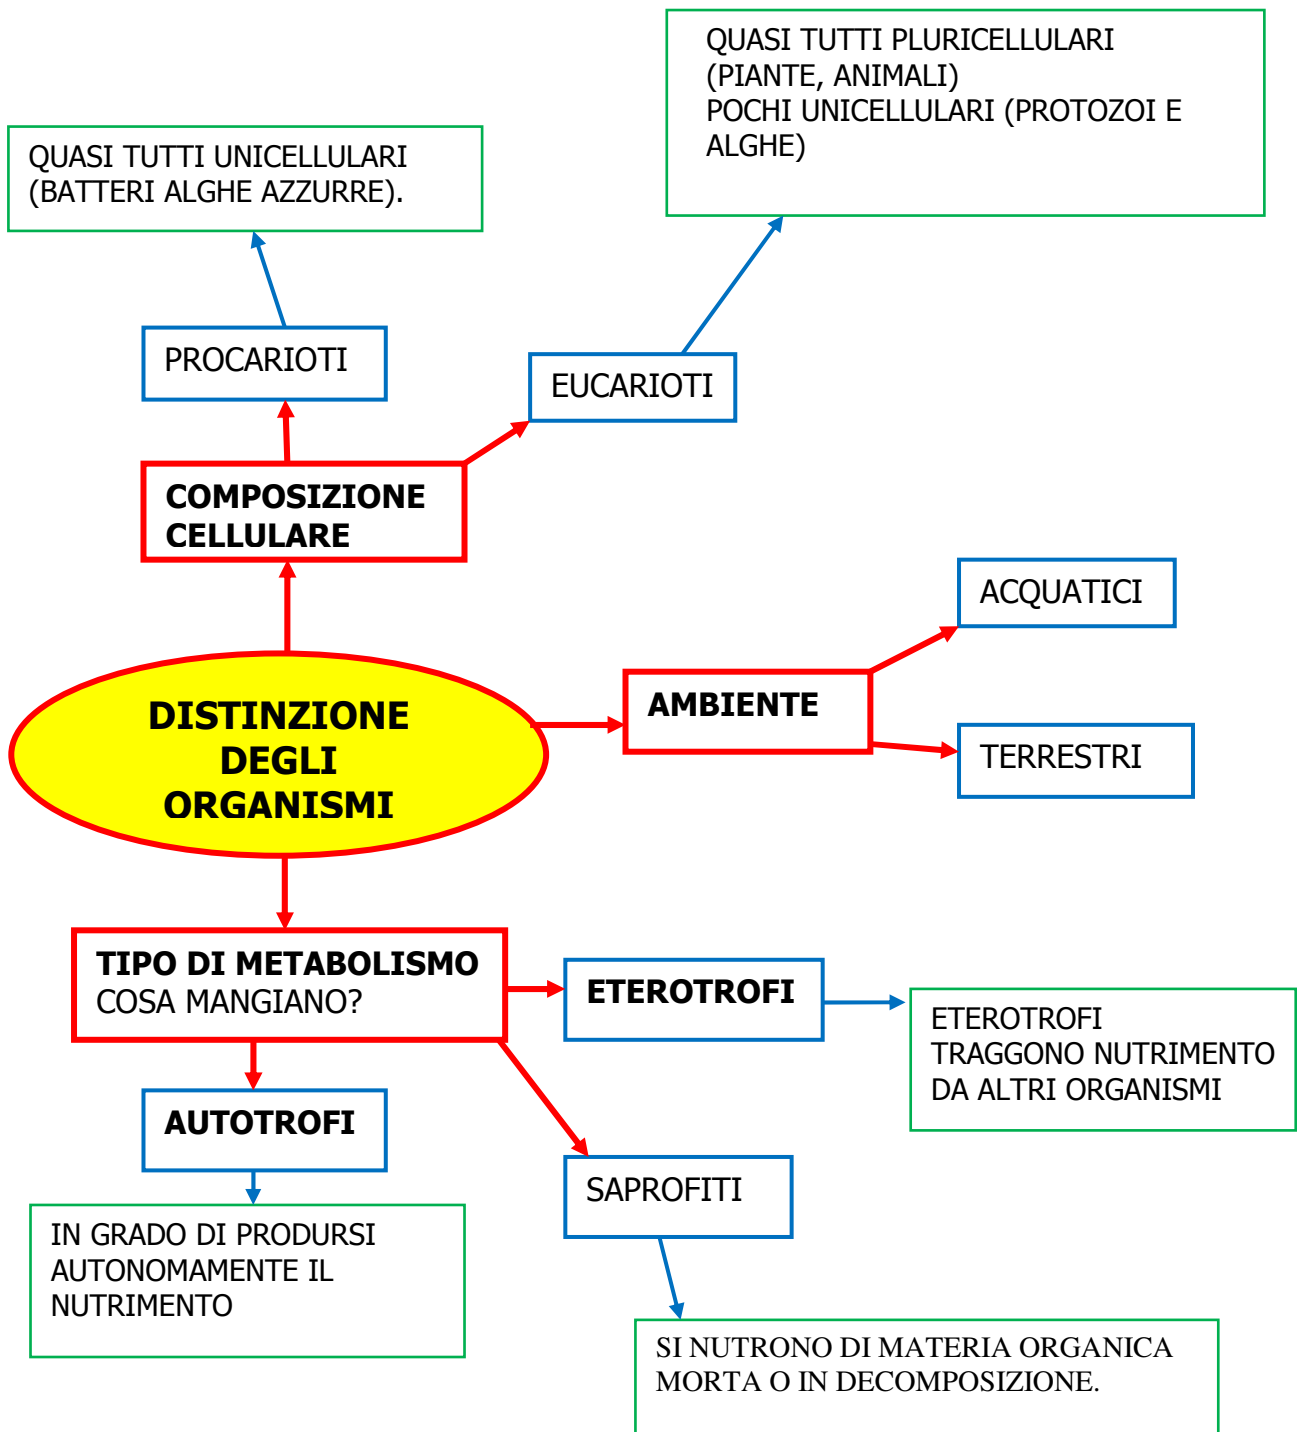 QUASI TUTTI PLURICELLULARI
(PIANTE, ANIMALI)
POCHI UNICELLULARI (PROTOZOI E
ALGHE)
QUASI TUTTI UNICELLULARI
(BATTERI ALGHE AZZURRE).
PROCARIOTI
EUCARIOTI
COMPOSIZIONE
CELLULARE
ACQUATICI
AMBIENTE
TERRESTRI
DISTINZIONE
DEGLI
ORGANISMI
TIPO DI METABOLISMO
COSA MANGIANO?
ETEROTROFI
ETEROTROFI
TRAGGONO NUTRIMENTO
DA ALTRI ORGANISMI
AUTOTROFI
SAPROFITI
IN GRADO DI PRODURSI
AUTONOMAMENTE IL
NUTRIMENTO
SI NUTRONO DI MATERIA ORGANICA
MORTA O IN DECOMPOSIZIONE.